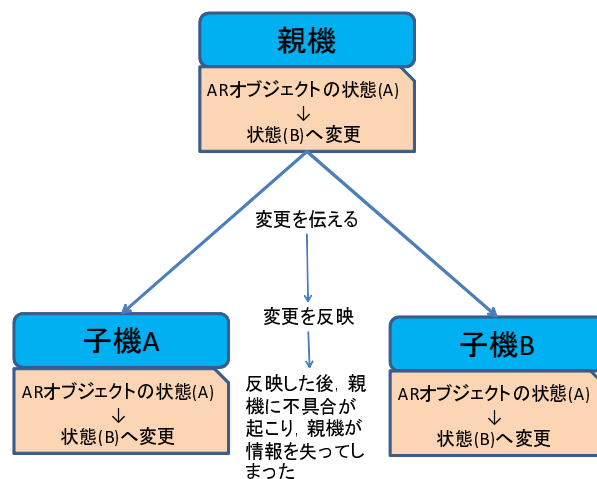 親機
ARオブジェクトの状態(A)
↓
状態(B)へ変更
変更を伝える
変更を反映
子機A
ARオブジェクトの状態(A)
↓
状態(B)へ変更
反映した後, 親
機に不具合が
起こり, 親機が
情報を失ってし
まった
子機B
ARオブジェクトの状態(A)
↓
状態(B)へ変更